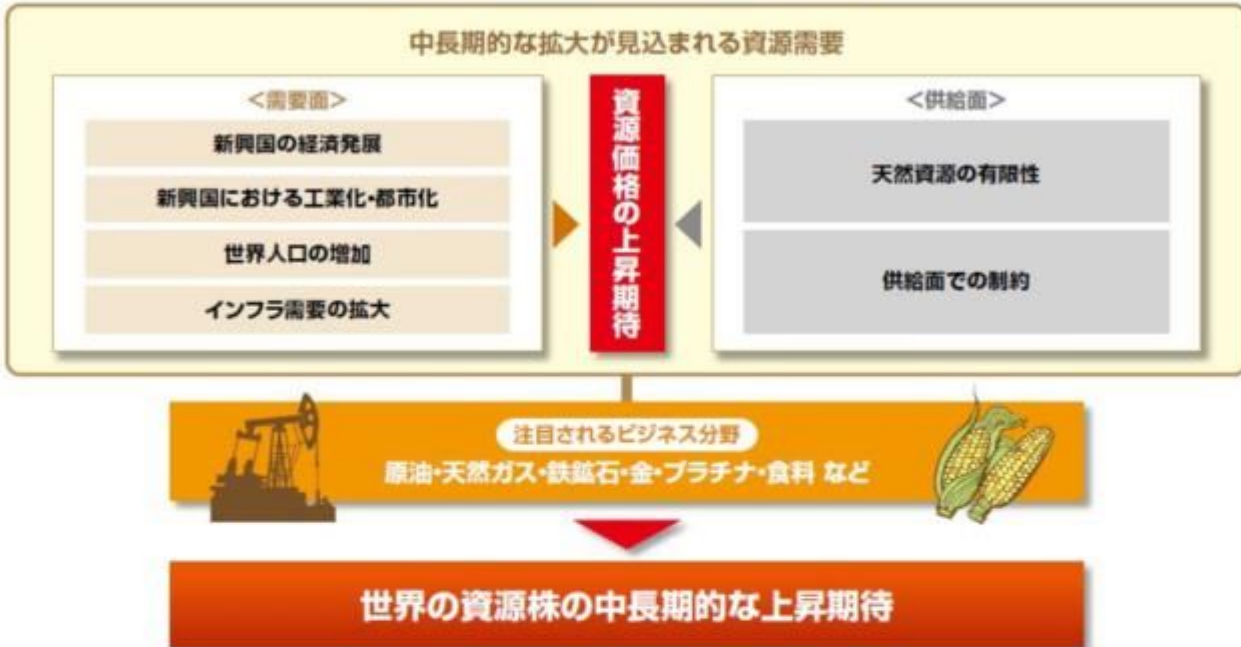 中長期的な拡大が見込まれる資源需要
＜需要面＞
新興国の経済発展
新興国における工業化・都市化
世界人口の増加
インフラ需要の拡大
資源価格の上昇期待
＜供給面＞
天然資源の有限性
供給面での制約
注目されるビジネス分野
原油・天然ガス・鉄鉱石・金・プラチナ・食料 など
世界の資源株の中長期的な上昇期待